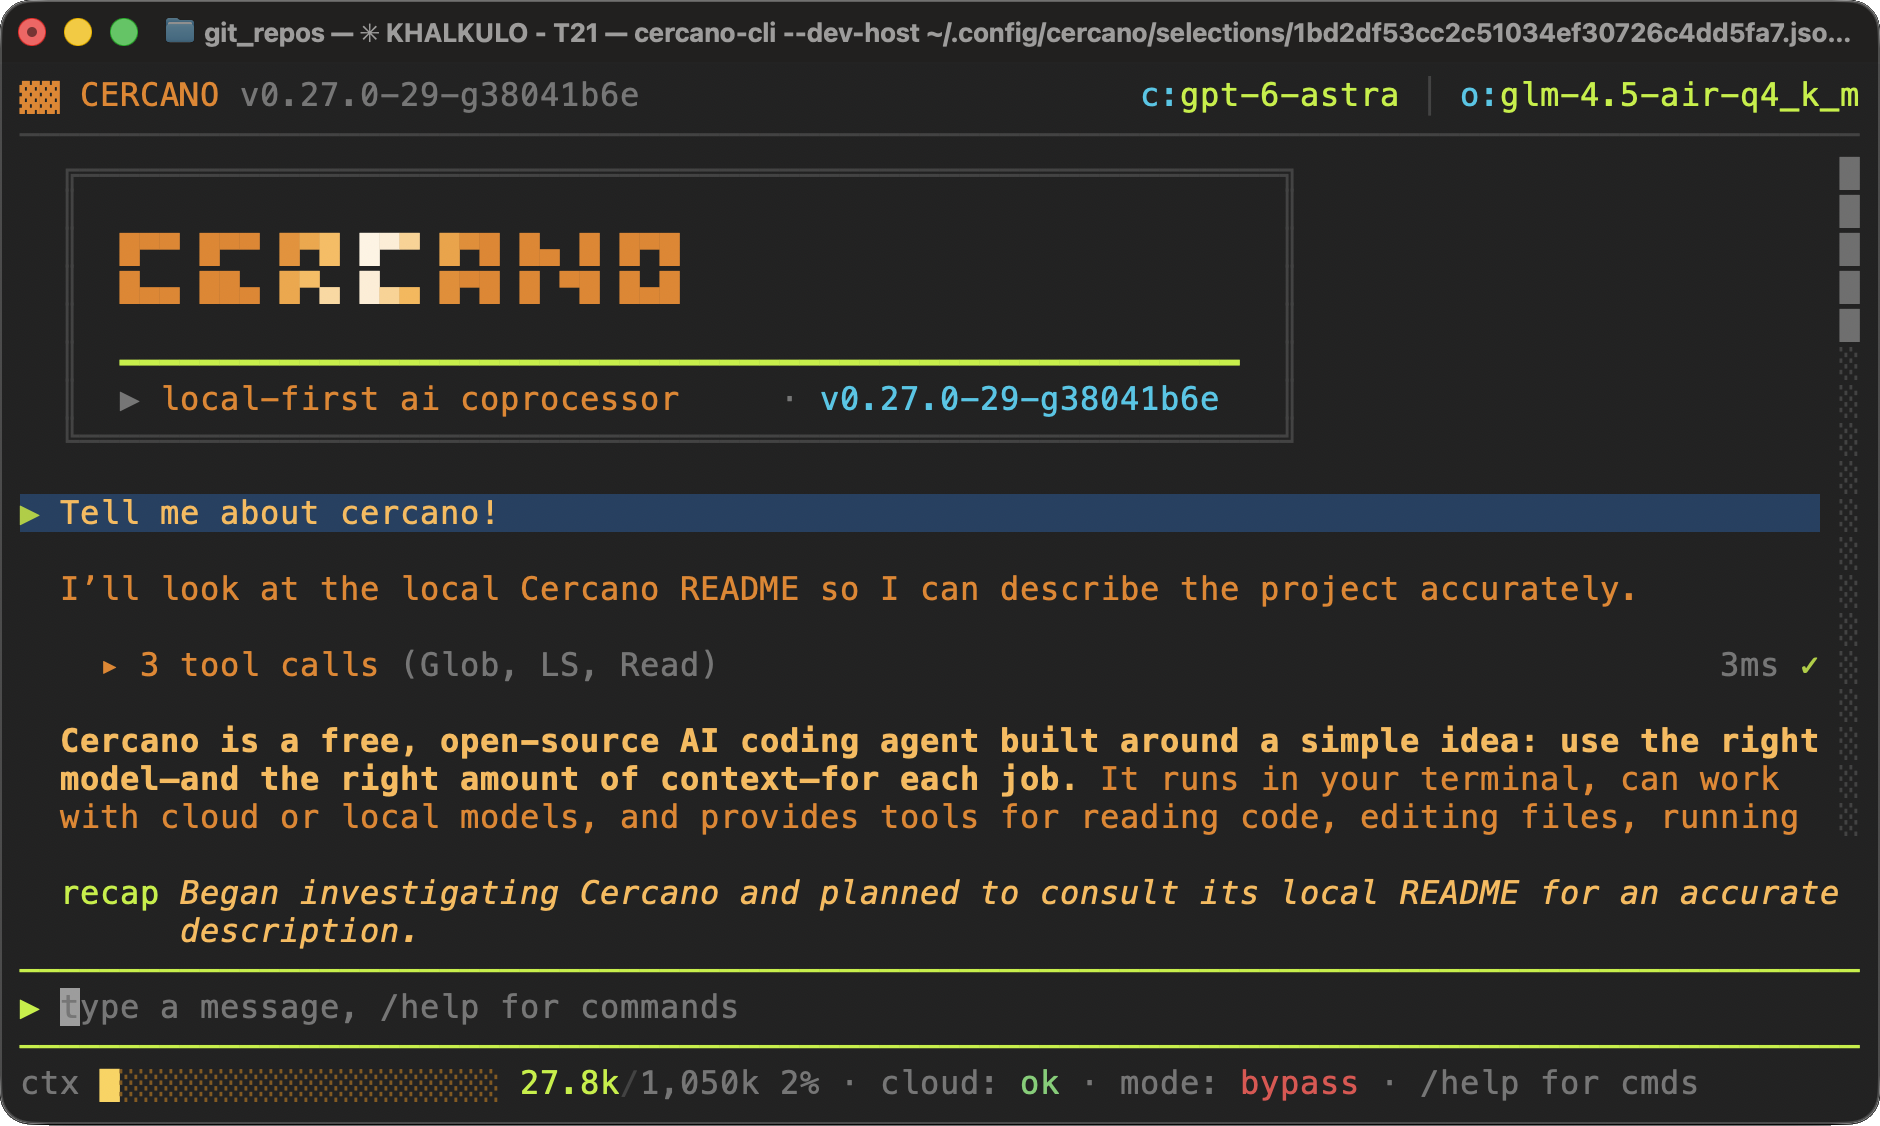 git_repos — ✳ KHALKULO - T21 — cercano-cli --dev-host ~/.config/cercano/selections/1bd2df53cc2c51034ef30726c4dd5fa7.jso...
CERCANO v0.27.0-29-g38041b6e c:gpt-6-astra │ o:glm-4.5-air-q4_k_m
CERCANO
▶ local-first ai coprocessor · v0.27.0-29-g38041b6e
▶ Tell me about cercano!
I’ll look at the local Cercano README so I can describe the project accurately.
▸ 3 tool calls (Glob, LS, Read) 3ms ✓
Cercano is a free, open-source AI coding agent built around a simple idea: use the right
model—and the right amount of context—for each job. It runs in your terminal, can work
with cloud or local models, and provides tools for reading code, editing files, running
recap Began investigating Cercano and planned to consult its local README for an accurate
description.
▶ type a message, /help for commands
ctx 27.8k/1,050k 2% · cloud: ok · mode: bypass · /help for cmds